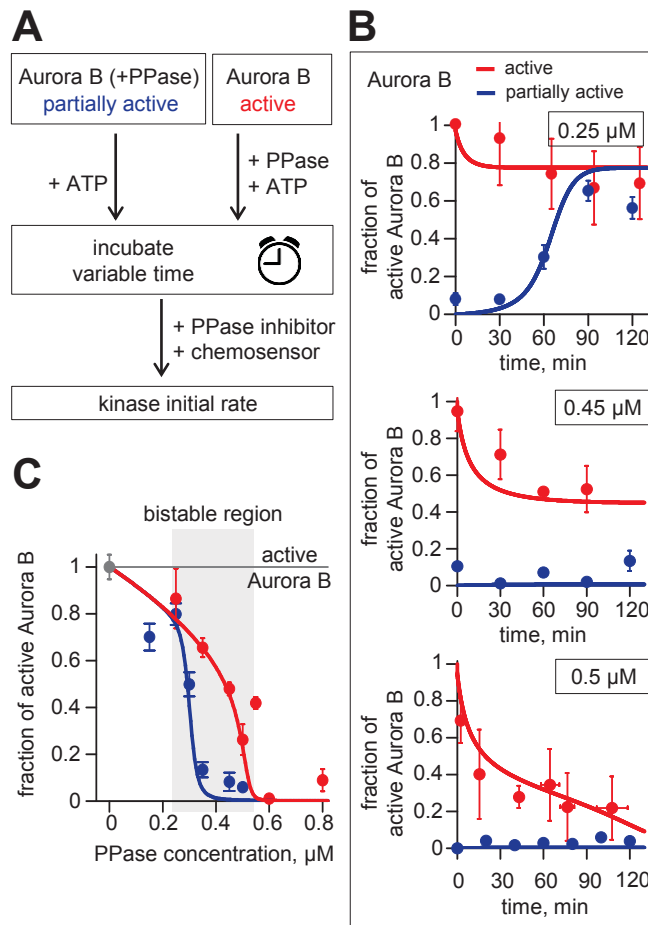 A
Aurora B (+PPase)
partially active
Aurora B
active
+ ATP
+ PPase
+ ATP
incubate
variable time
+ PPase inhibitor
+ chemosensor
kinase initial rate
B
Aurora B
active
partially active
0.25 µM
1
0.8
0.6
0.4
0.2
0
fraction of
active Aurora B
0 30 60 90 120
time, min
0.45 µM
1
0.8
0.6
0.4
0.2
0
fraction of
active Aurora B
0 30 60 90 120
time, min
0.5 µM
1
0.8
0.6
0.4
0.2
0
fraction of
active Aurora B
0 30 60 90 120
time, min
C
bistable region
active
Aurora B
1
0.8
0.6
0.4
0.2
0
fraction of active Aurora B
0.0 0.2 0.4 0.6 0.8
PPase concentration, µM